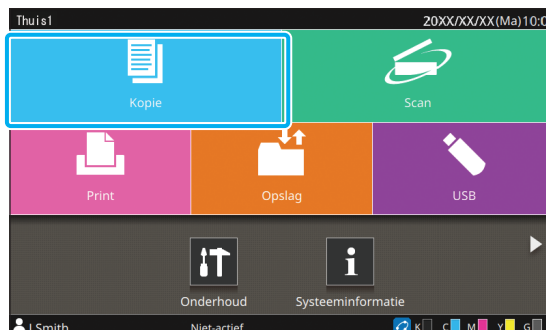 Thuis1 20XX/XX/XX(Ma)10:0
Kopie Scan
Print Opslag USB
Onderhoud Systeeminformatie
J.Smith Niet-actief K C M Y G